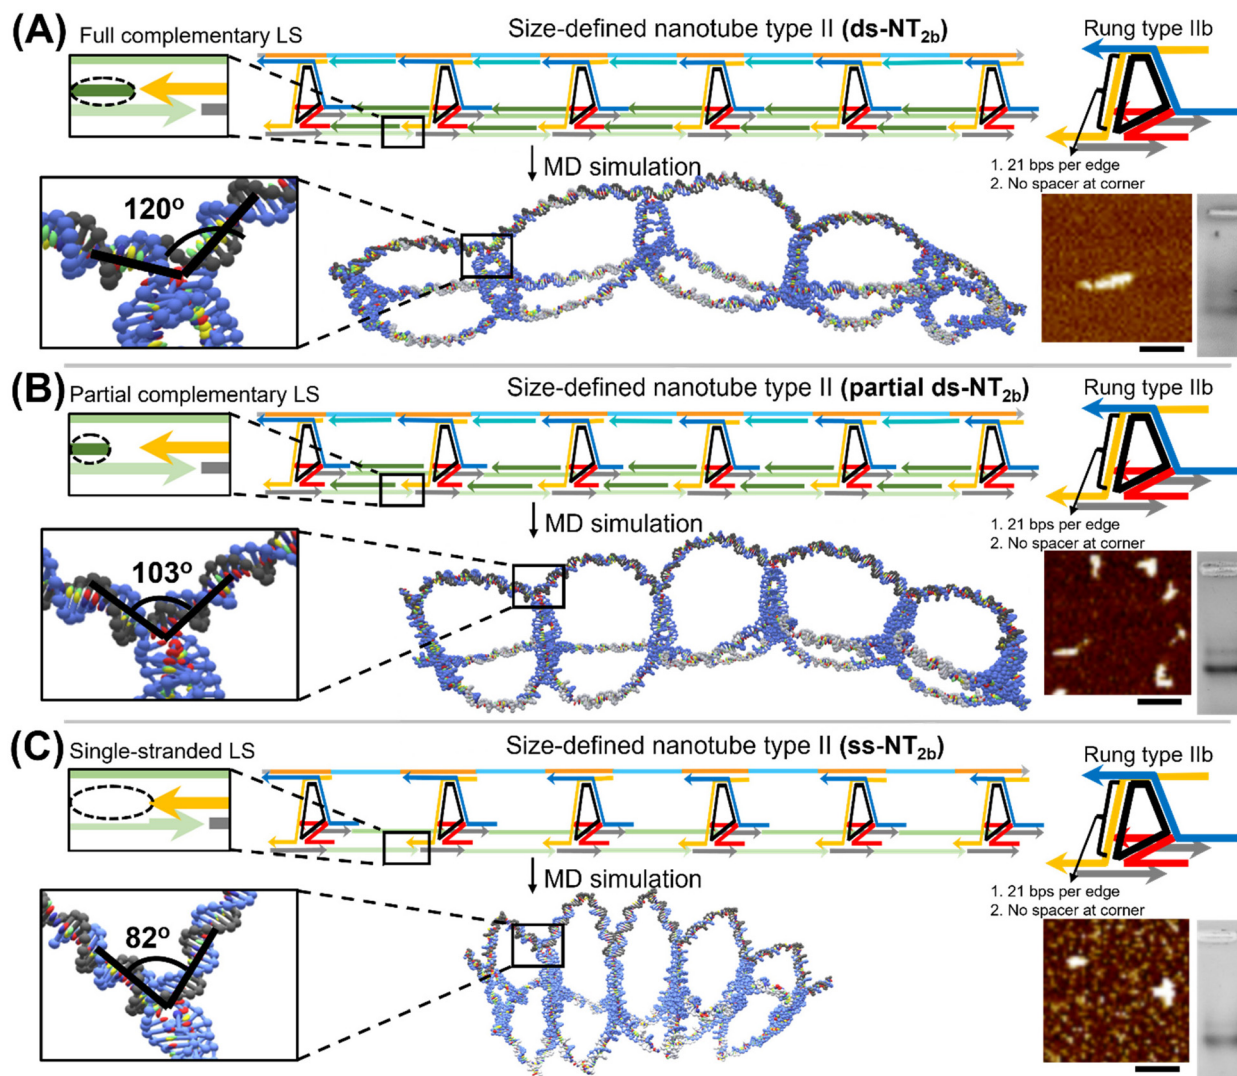 (A)
Full complementary LS
Size-defined nanotube type II (ds-NT2b)
Rung type IIb
MD simulation
1. 21 bps per edge
2. No spacer at corner
120º
(B)
Partial complementary LS
Size-defined nanotube type II (partial ds-NT2b)
Rung type IIb
MD simulation
1. 21 bps per edge
2. No spacer at corner
103º
(C)
Single-stranded LS
Size-defined nanotube type II (ss-NT2b)
Rung type IIb
MD simulation
1. 21 bps per edge
2. No spacer at corner
82º